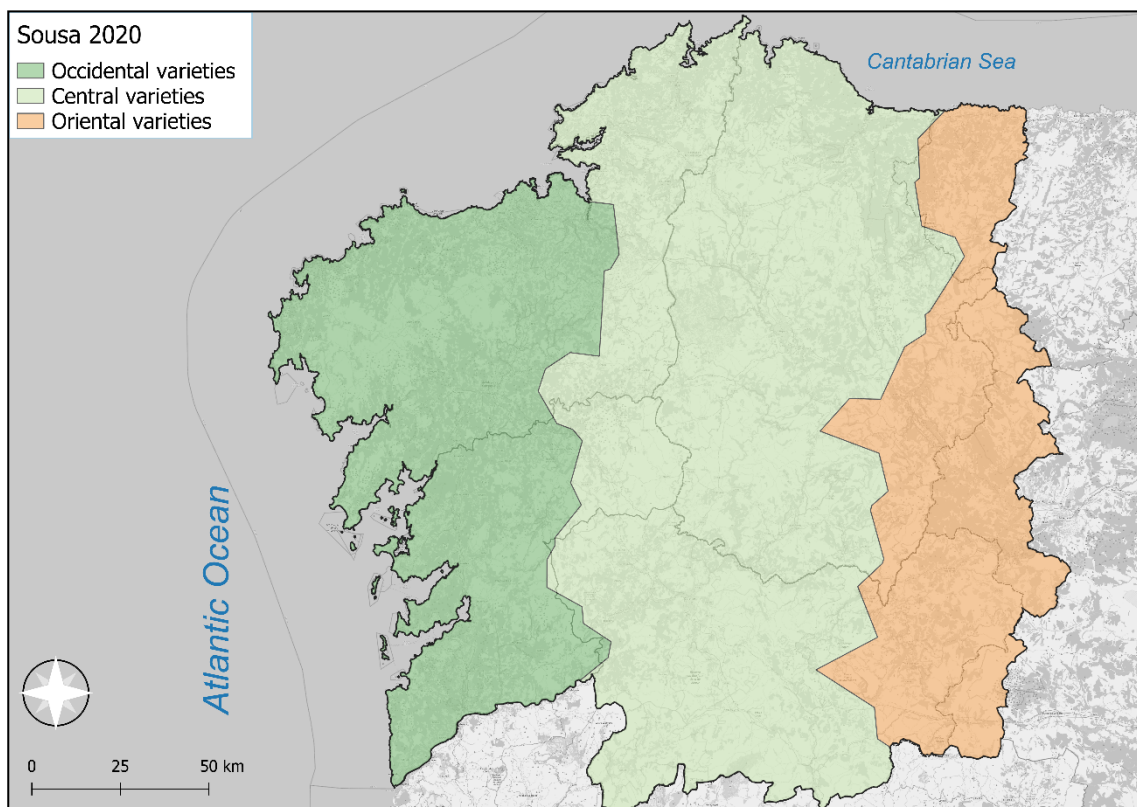 Sousa 2020
Occidental varieties
Central varieties
Oriental varieties
Cantabrian Sea
Atlantic Ocean
0 25 50 km